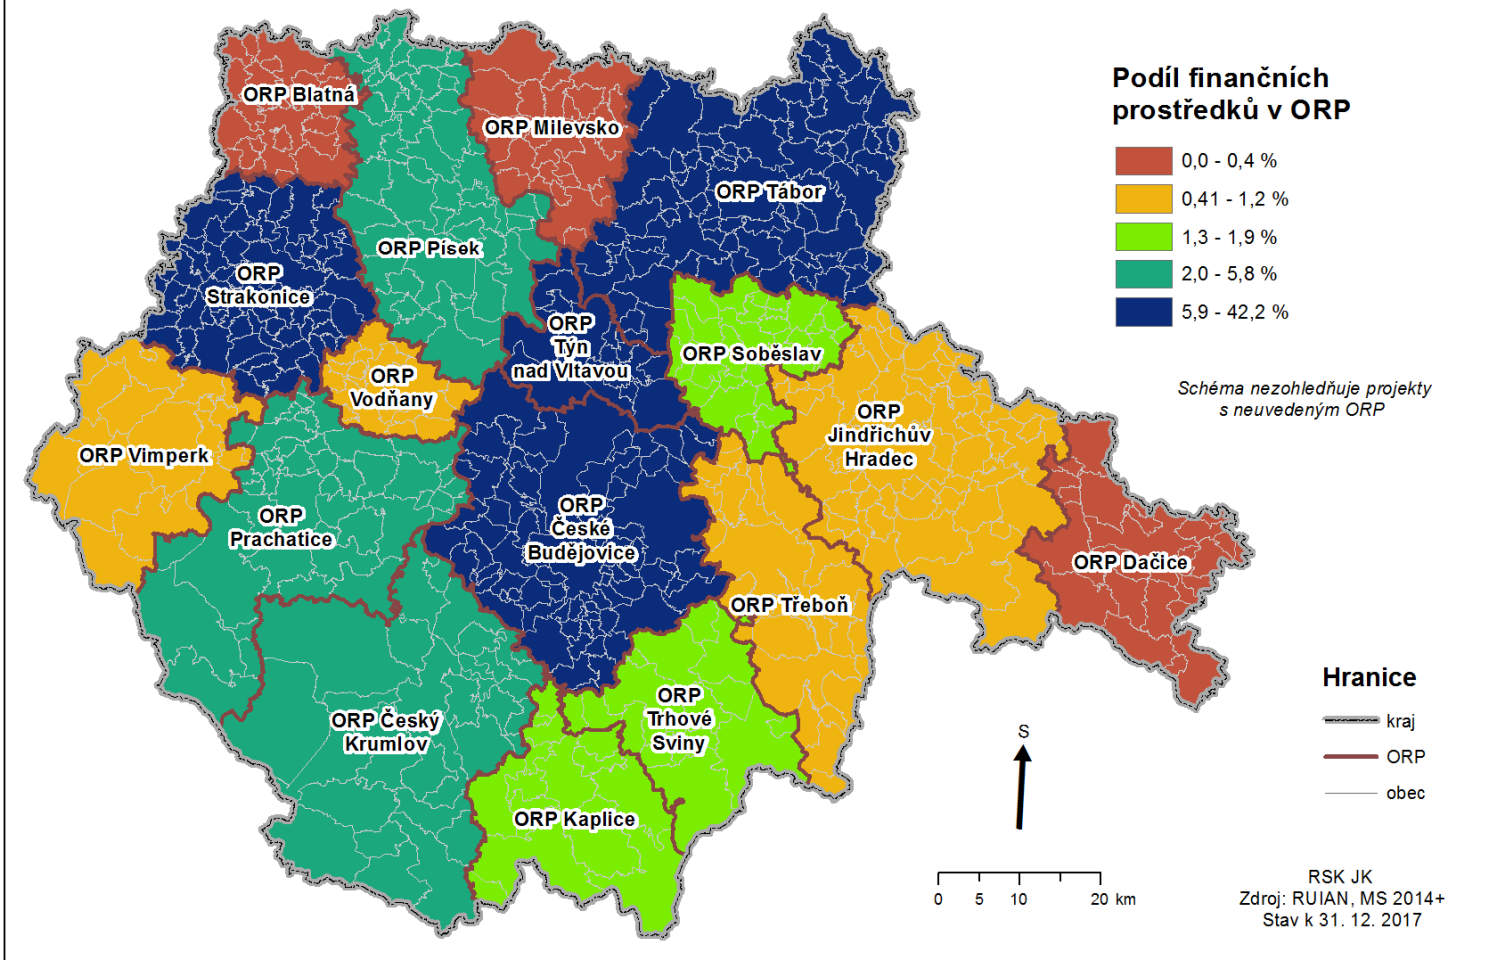 Podíl finančních
prostředků v ORP
0,0 - 0,4 %
0,41 - 1,2 %
1,3 - 1,9 %
2,0 - 5,8 %
5,9 - 42,2 %
Schéma nezohledňuje projekty
s neuvedeným ORP
ORP Blatná
ORP Milevsko
ORP Tábor
ORP Písek
ORP
Strakonice
ORP
Týn
nad Vltavou
ORP Soběslav
ORP
Vodňany
ORP
Jindřichův
Hradec
ORP Vimperk
ORP
Prachatice
ORP
České
Budějovice
ORP Dačice
ORP Třeboň
ORP Český
Krumlov
ORP
Trhové
Sviny
ORP Kaplice
Hranice
kraj
ORP
obec
S
0 5 10 20 km
RSK JK
Zdroj: RUIAN, MS 2014+
Stav k 31. 12. 2017